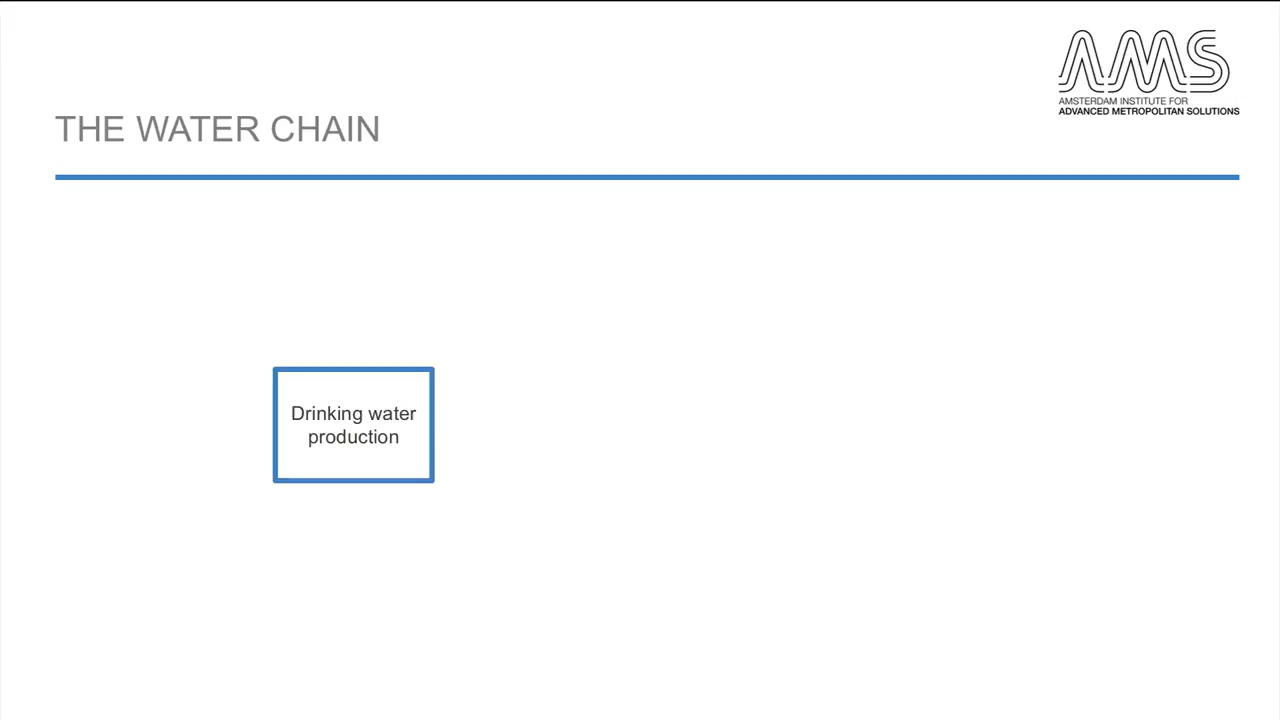 AMS
AMSTERDAM INSTITUTE FOR
ADVANCED METROPOLITAN SOLUTIONS
THE WATER CHAIN
Drinking water
production